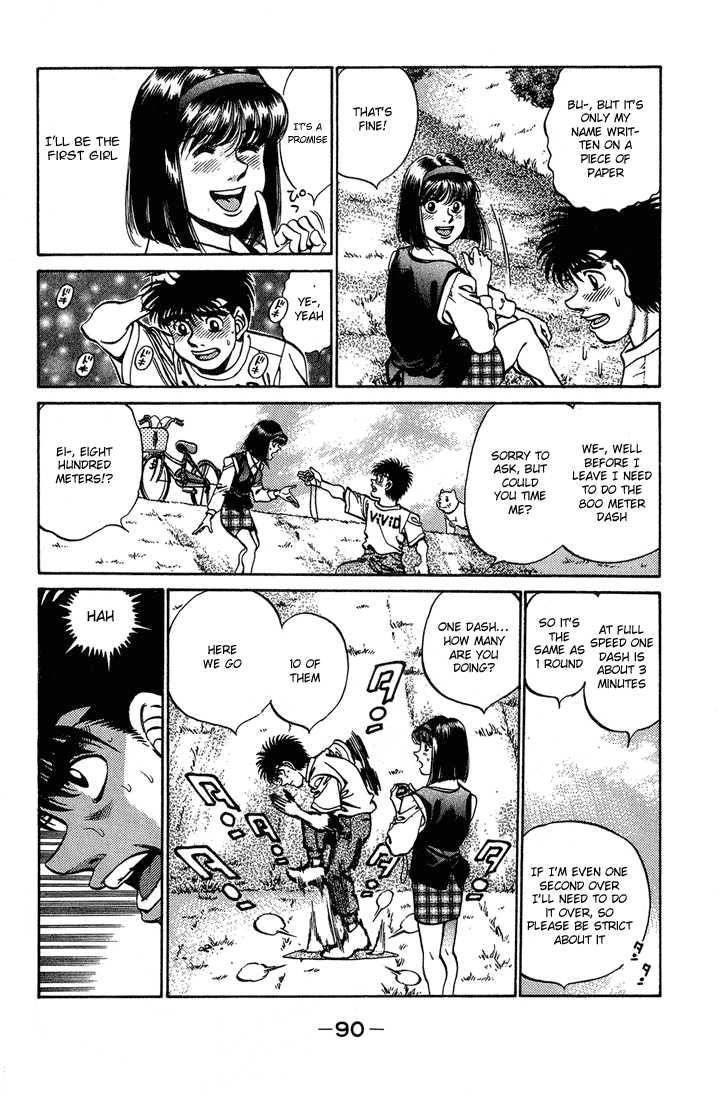 BU-, BUT IT'S
ONLY MY
NAME WRIT-
TEN ON A
PIECE OF
PAPER
THAT'S
FINE!
IT'S A
PROMISE
I'LL BE THE
FIRST GIRL
YE-,
YEAH
WE-, WELL
BEFORE I
LEAVE I NEED
TO DO THE
800 METER
DASH
SORRY TO
ASK, BUT
COULD
YOU TIME
ME?
VIVID
EI-, EIGHT
HUNDRED
METERS!?
AT FULL
SPEED ONE
DASH IS
ABOUT 3
MINUTES
SO IT'S
THE
SAME AS
1 ROUND
IF I'M EVEN ONE
SECOND OVER
I'LL NEED TO DO
IT OVER, SO
PLEASE BE STRICT
ABOUT IT
ONE DASH...
HOW MANY
ARE YOU
DOING?
10 OF
THEM
HERE
WE GO
HAH
—90—